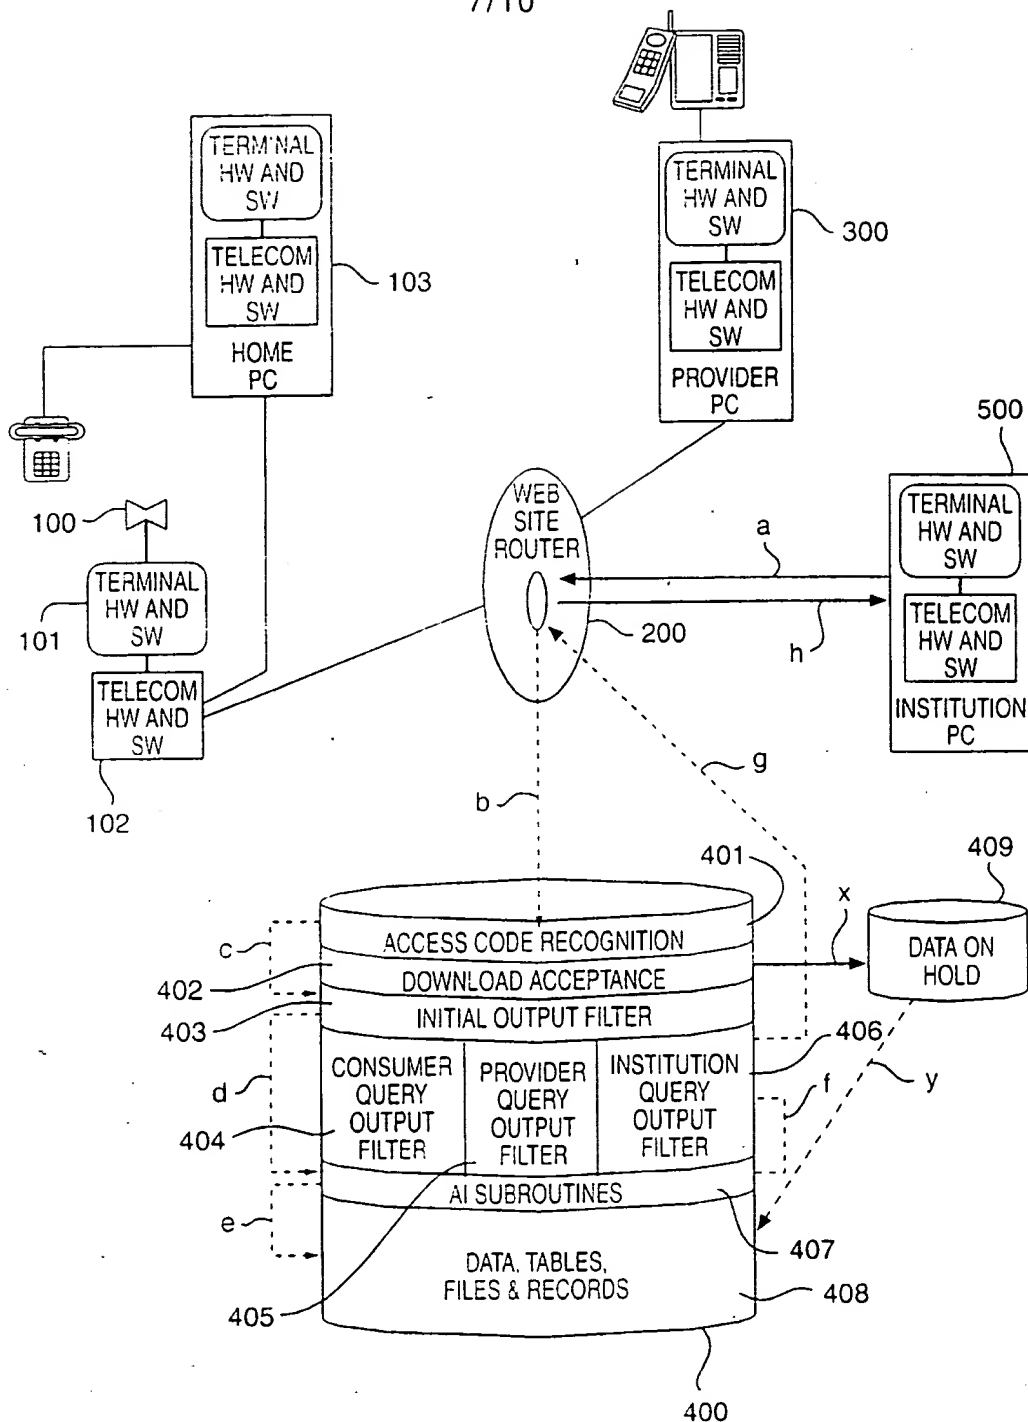 7/10
TERMINAL
HW AND
SW
TELECOM
HW AND
SW
HOME
PC
103
TERMINAL
HW AND
SW
TELECOM
HW AND
SW
PROVIDER
PC
300
500
TERMINAL
HW AND
SW
TELECOM
HW AND
SW
INSTITUTION
PC
100
101
TERMINAL
HW AND
SW
TELECOM
HW AND
SW
102
WEB
SITE
ROUTER
200
a
h
b
g
401
409
ACCESS CODE RECOGNITION
c
402
DOWNLOAD ACCEPTANCE
x
DATA ON
HOLD
403
INITIAL OUTPUT FILTER
406
d
CONSUMER
QUERY
OUTPUT
FILTER
404
PROVIDER
QUERY
OUTPUT
FILTER
INSTITUTION
QUERY
OUTPUT
FILTER
f
y
AI SUBROUTINES
e
407
DATA, TABLES,
FILES & RECORDS
408
405
400